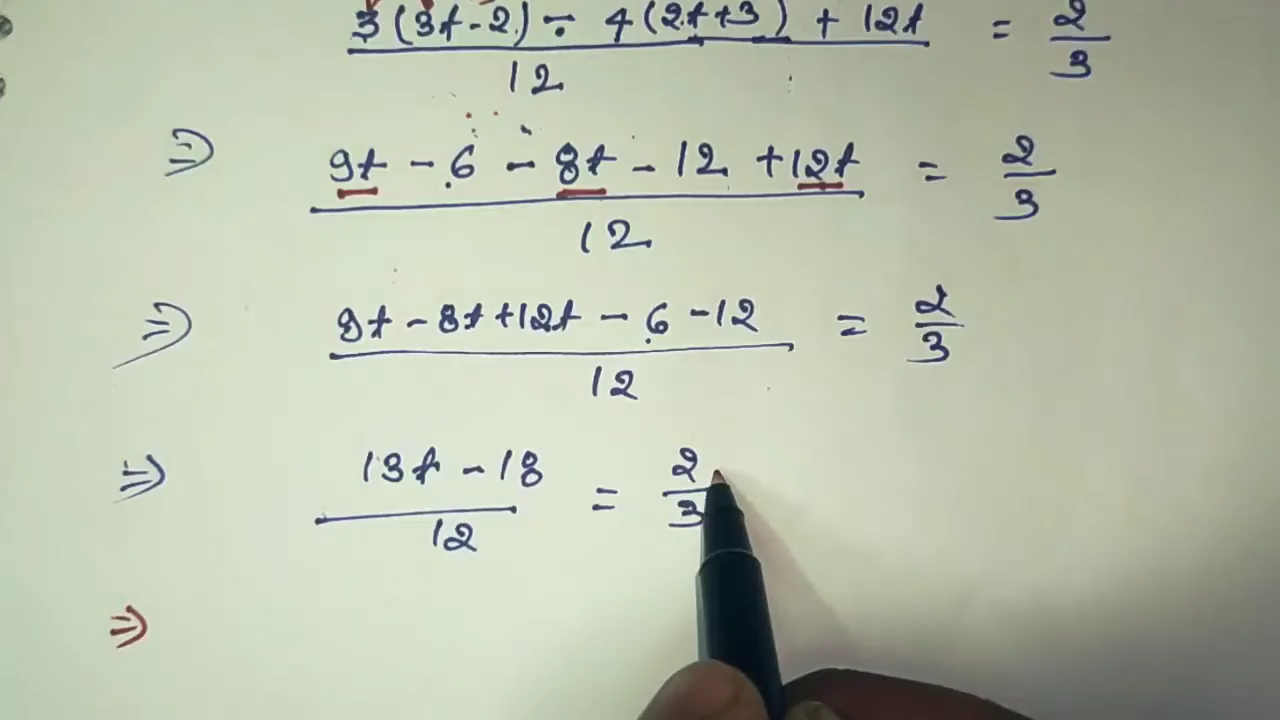 3(3t-2) - 4(2t+3) + 12t / 12 = 2/3
⇒ 9t - 6 - 8t - 12 + 12t / 12 = 2/3
⇒ 9t - 8t + 12t - 6 - 12 / 12 = 2/3
⇒ 13t - 18 / 12 = 2/3
⇒